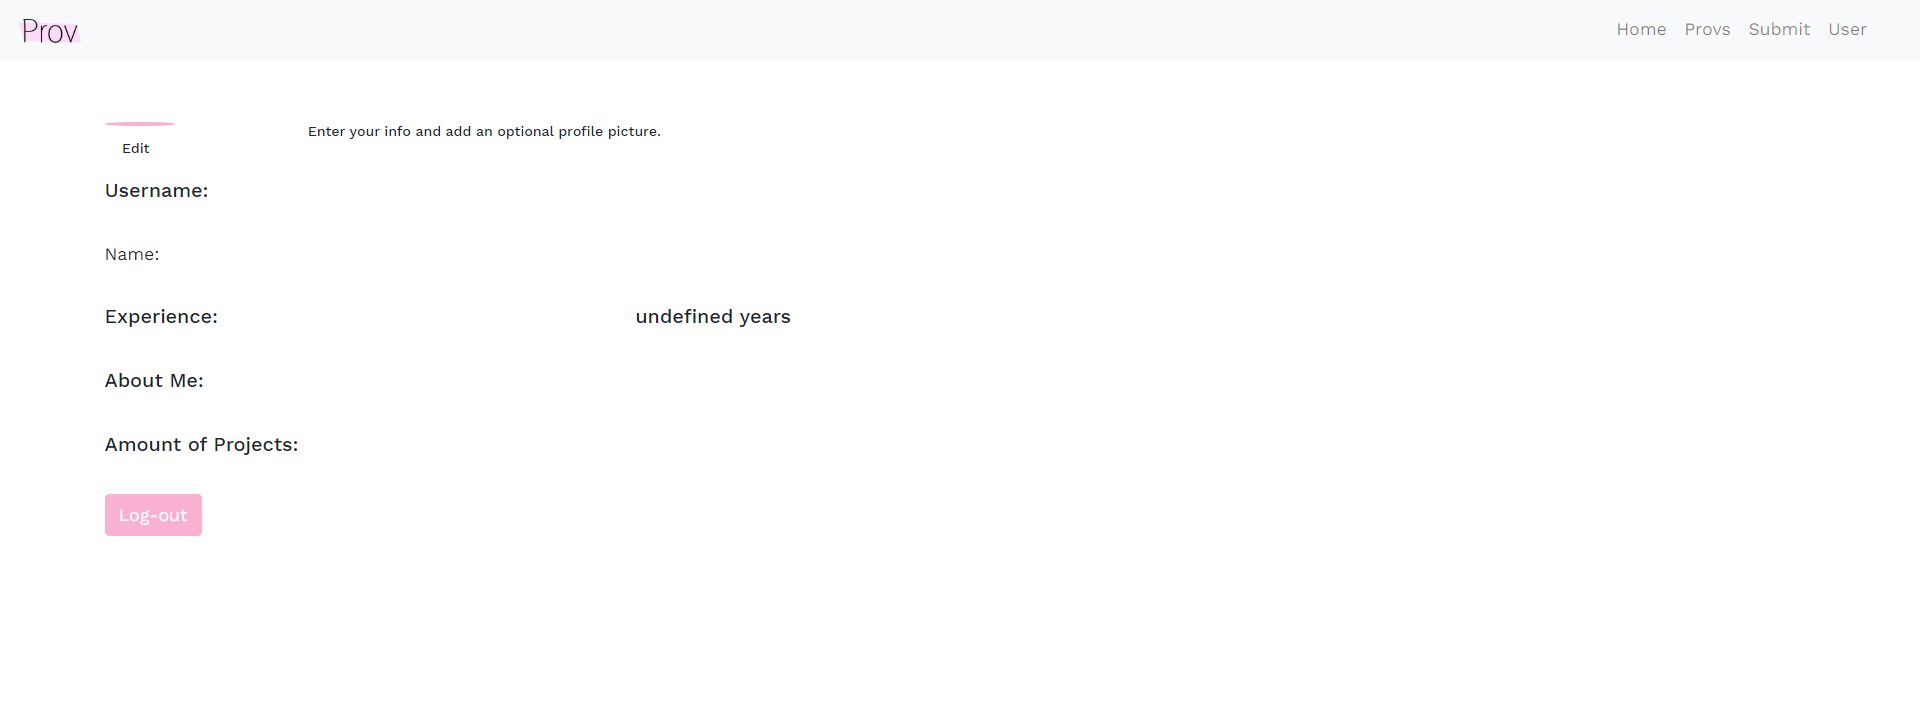 Prov
Home Provs Submit User
Enter your info and add an optional profile picture.
Edit
Username:
Name:
Experience: undefined years
About Me:
Amount of Projects:
Log-out